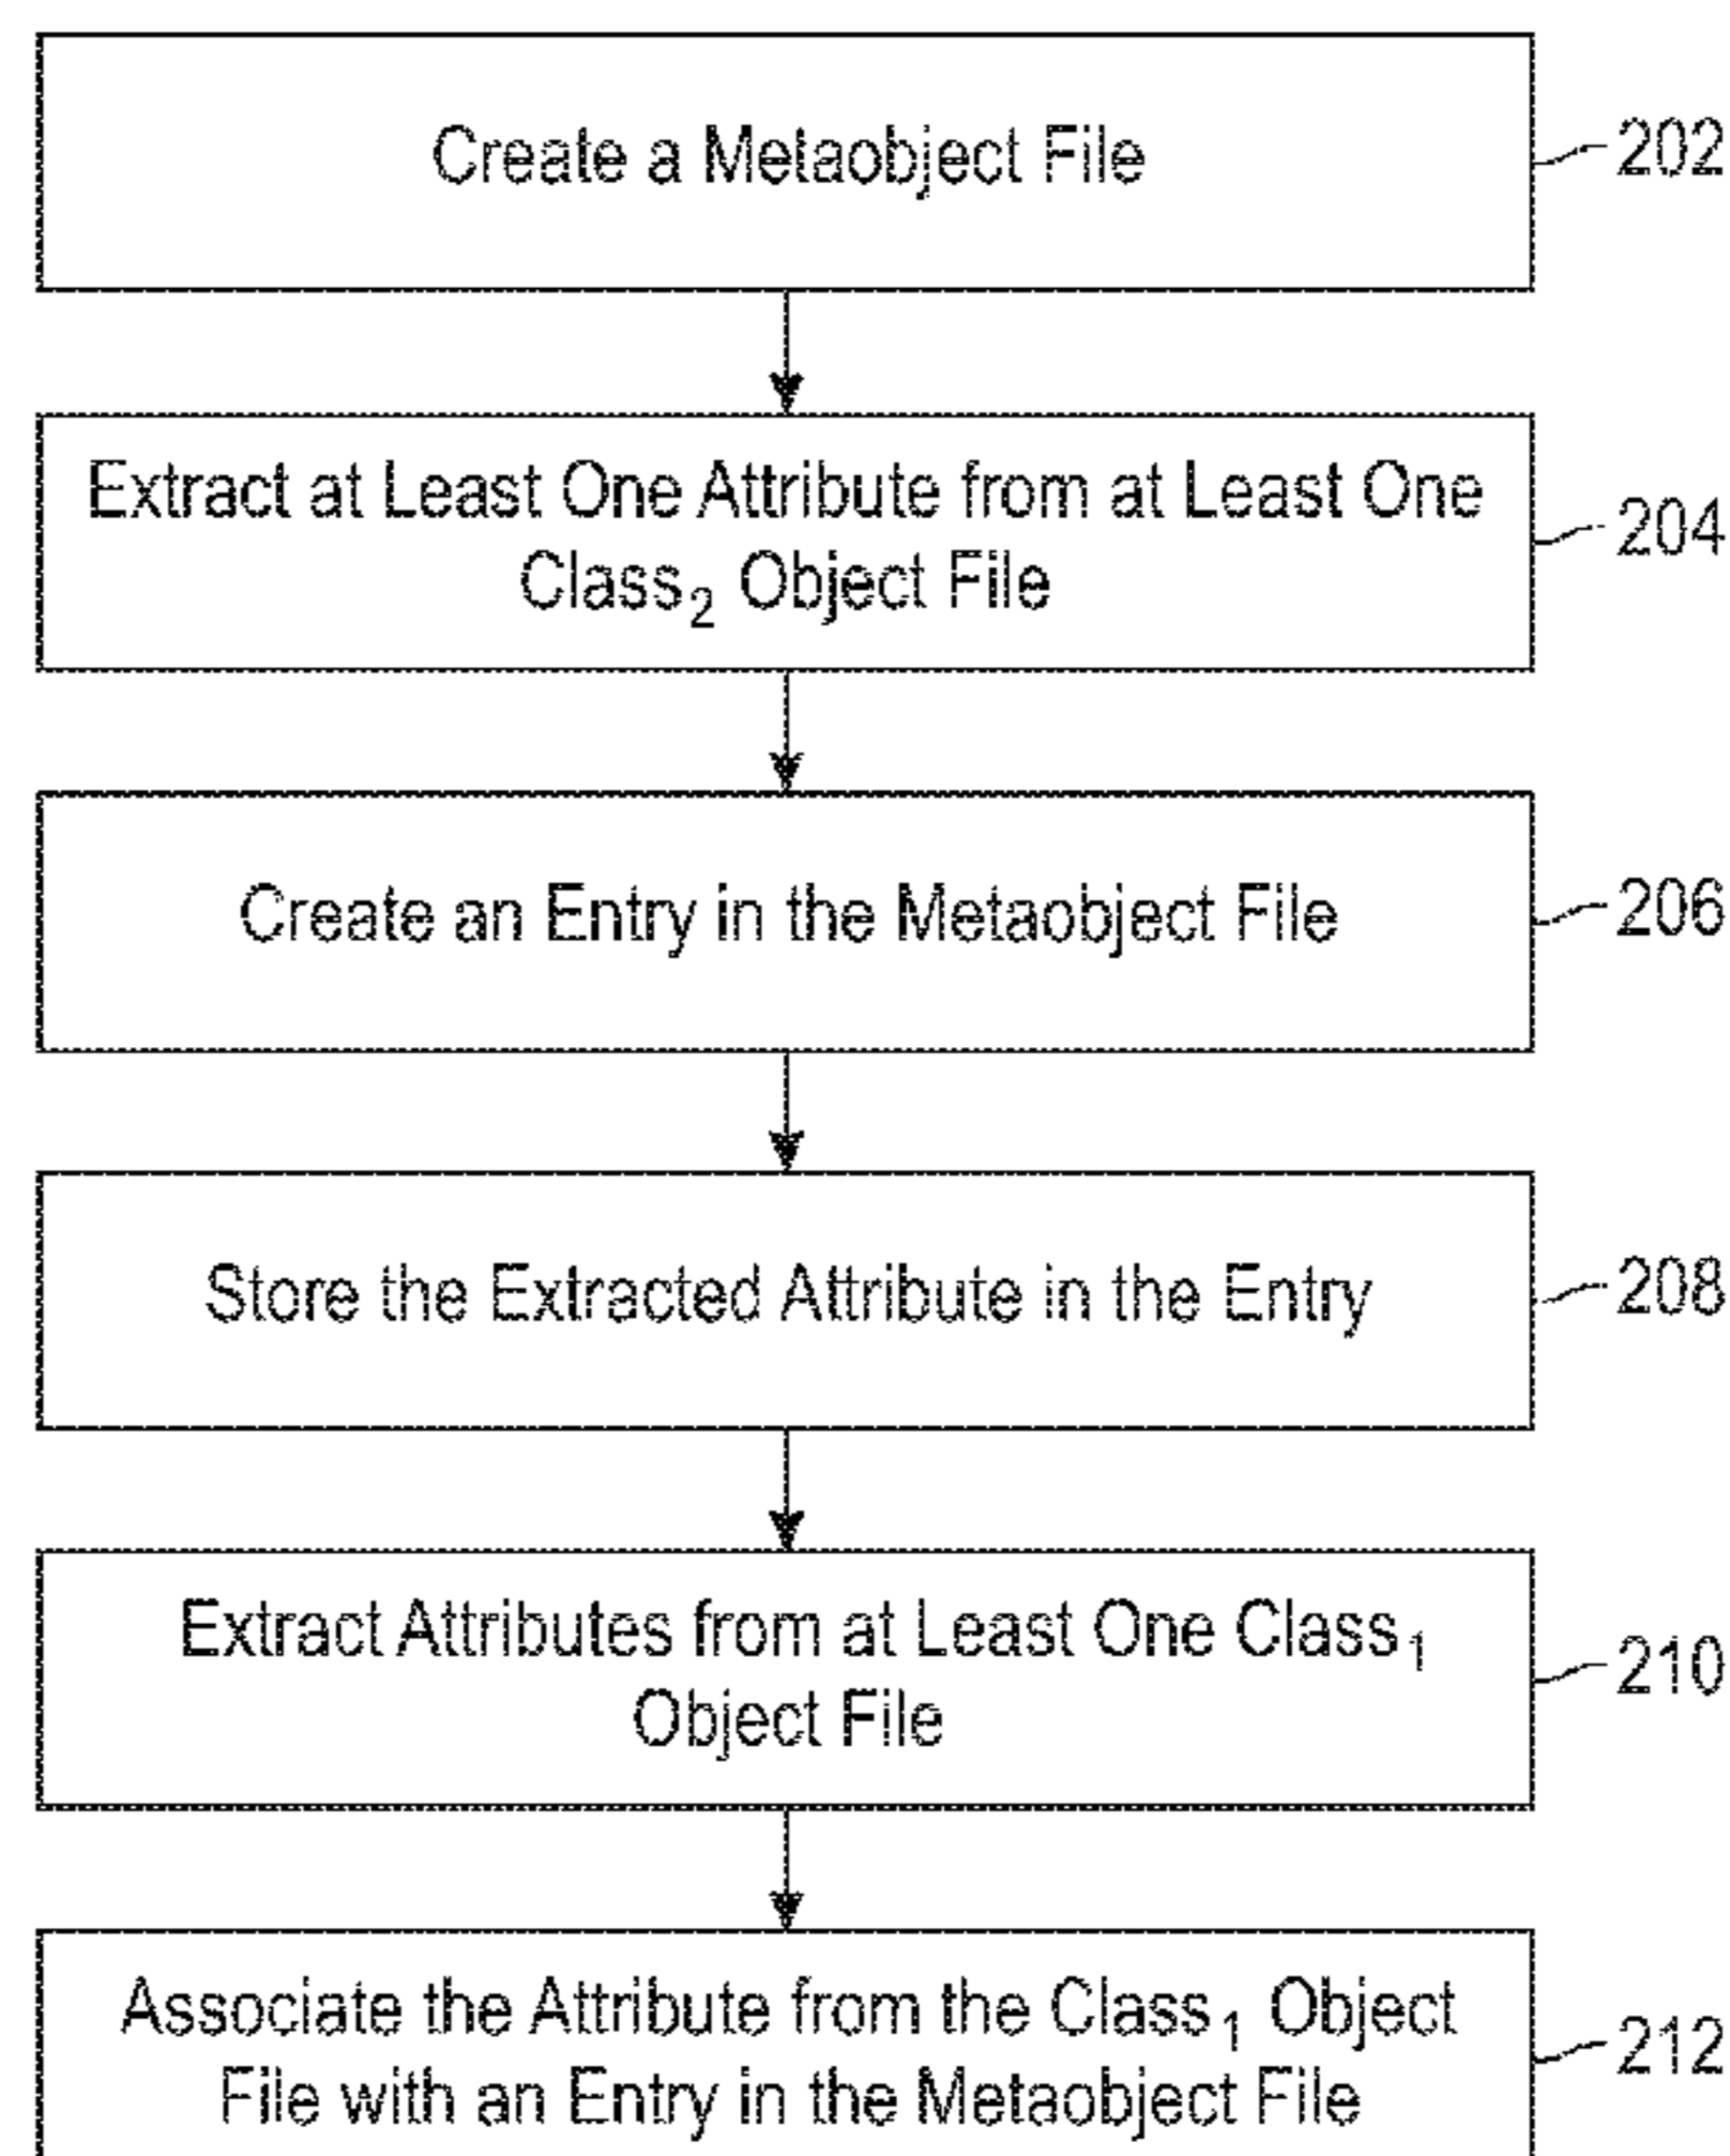 Create a Metaobject File
202
Extract at Least One Attribute from at Least One
Class₂ Object File
204
Create an Entry in the Metaobject File
206
Store the Extracted Attribute in the Entry
208
Extract Attributes from at Least One Class₁
Object File
210
Associate the Attribute from the Class₁ Object
File with an Entry in the Metaobject File
212